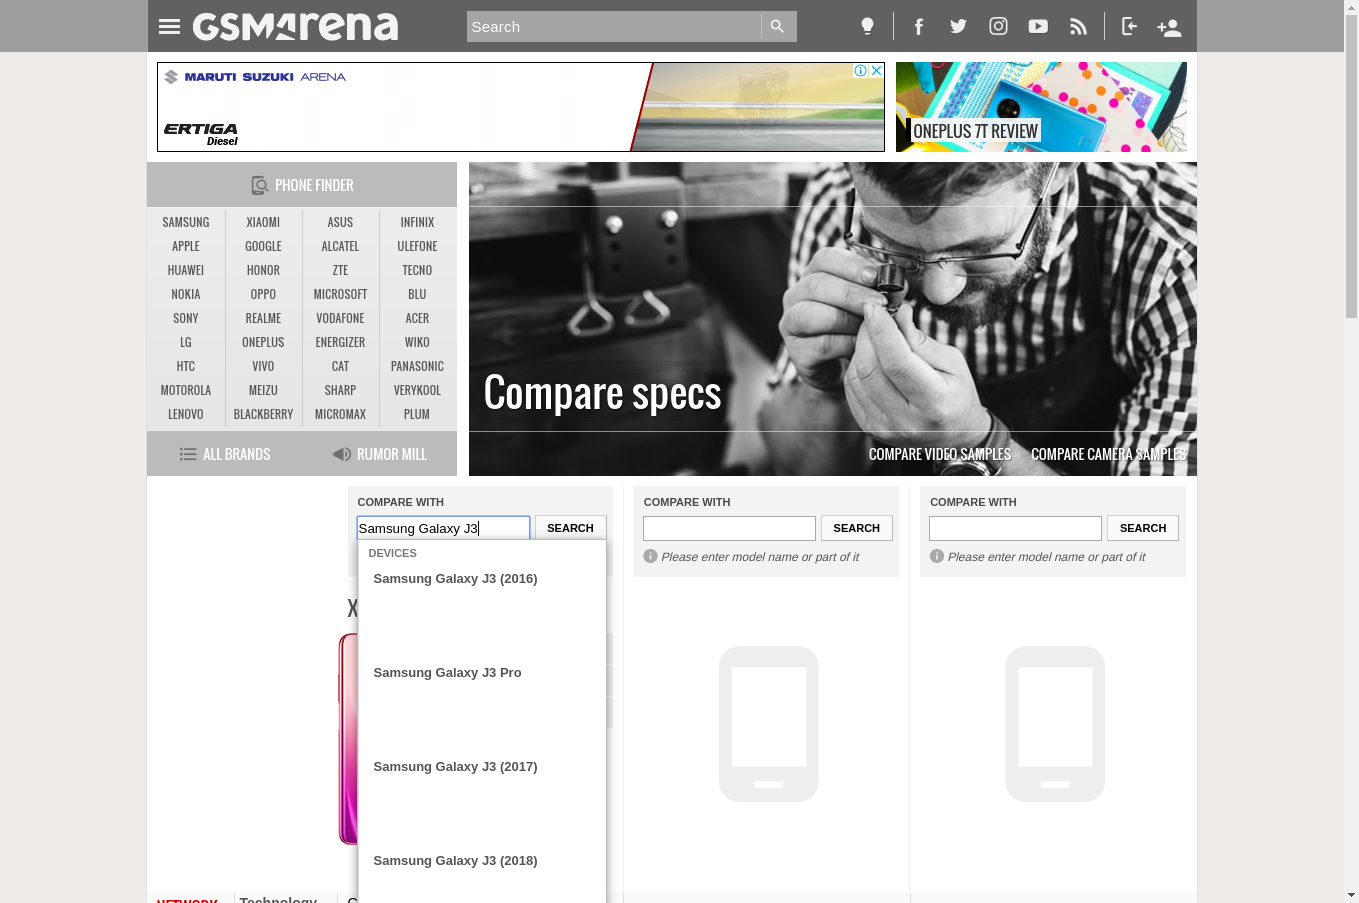 GSMarena
Search
MARUTI SUZUKI ARENA
ERTIGA
Diesel
ONEPLUS 7T REVIEW
PHONE FINDER
SAMSUNG XIAOMI ASUS INFINIX
APPLE GOOGLE ALCATEL ULEFONE
HUAWEI HONOR ZTE TECNO
NOKIA OPPO MICROSOFT BLU
SONY REALME VODAFONE ACER
LG ONEPLUS ENERGIZER WIKO
HTC VIVO CAT PANASONIC
MOTOROLA MEIZU SHARP VERYKOOL
LENOVO BLACKBERRY MICROMAX PLUM
ALL BRANDS RUMOR MILL
Compare specs
COMPARE VIDEO SAMPLES COMPARE CAMERA SAMPLES
COMPARE WITH
Samsung Galaxy J3 SEARCH
DEVICES
Samsung Galaxy J3 (2016)
Samsung Galaxy J3 Pro
Samsung Galaxy J3 (2017)
Samsung Galaxy J3 (2018)
X
COMPARE WITH
SEARCH
Please enter model name or part of it
COMPARE WITH
SEARCH
Please enter model name or part of it
NETWORK Technology G